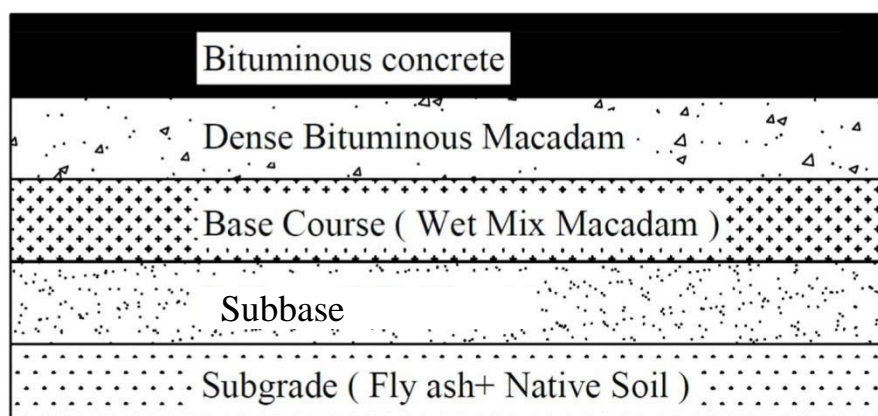 Bituminous concrete
Dense Bituminous Macadam
Base Course ( Wet Mix Macadam )
Subbase
Subgrade ( Fly ash+ Native Soil )